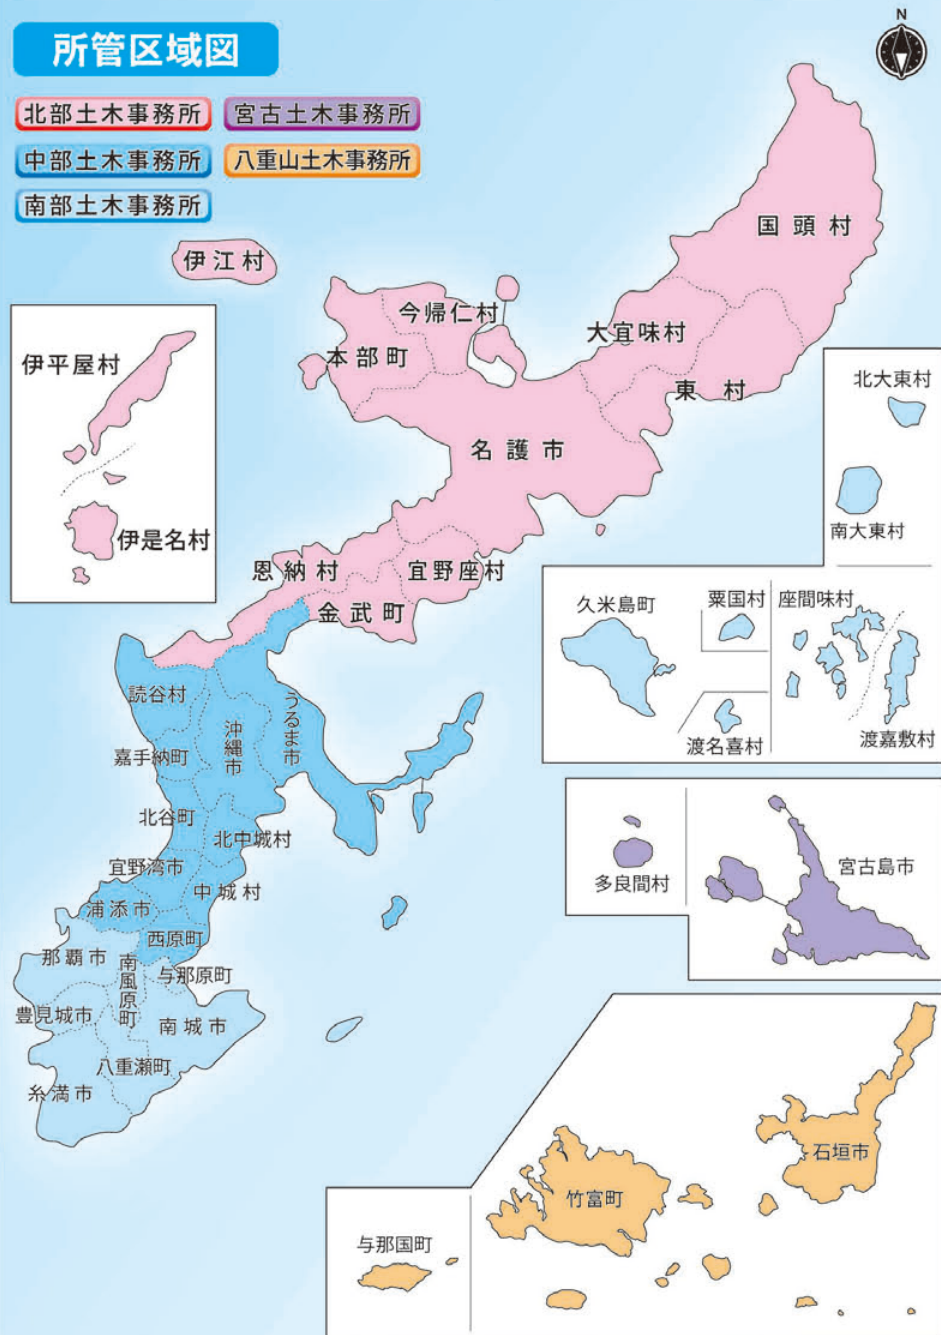 N
所管区域図
北部土木事務所
宮古土木事務所
中部土木事務所
八重山土木事務所
南部土木事務所
国頭村
伊江村
今帰仁村
大宜味村
本部町
伊平屋村
東村
北大東村
名護市
南大東村
伊是名村
恩納村
宜野座村
金武町
久米島町
粟国村
座間味村
読谷村
うるま市
沖縄市
渡名喜村
渡嘉敷村
嘉手納町
北谷町
北中城村
宜野湾市
中城村
宮古島市
多良間村
浦添市
西原町
那覇市
南風原町
与那原町
豊見城市
南城市
八重瀬町
糸満市
石垣市
竹富町
与那国町